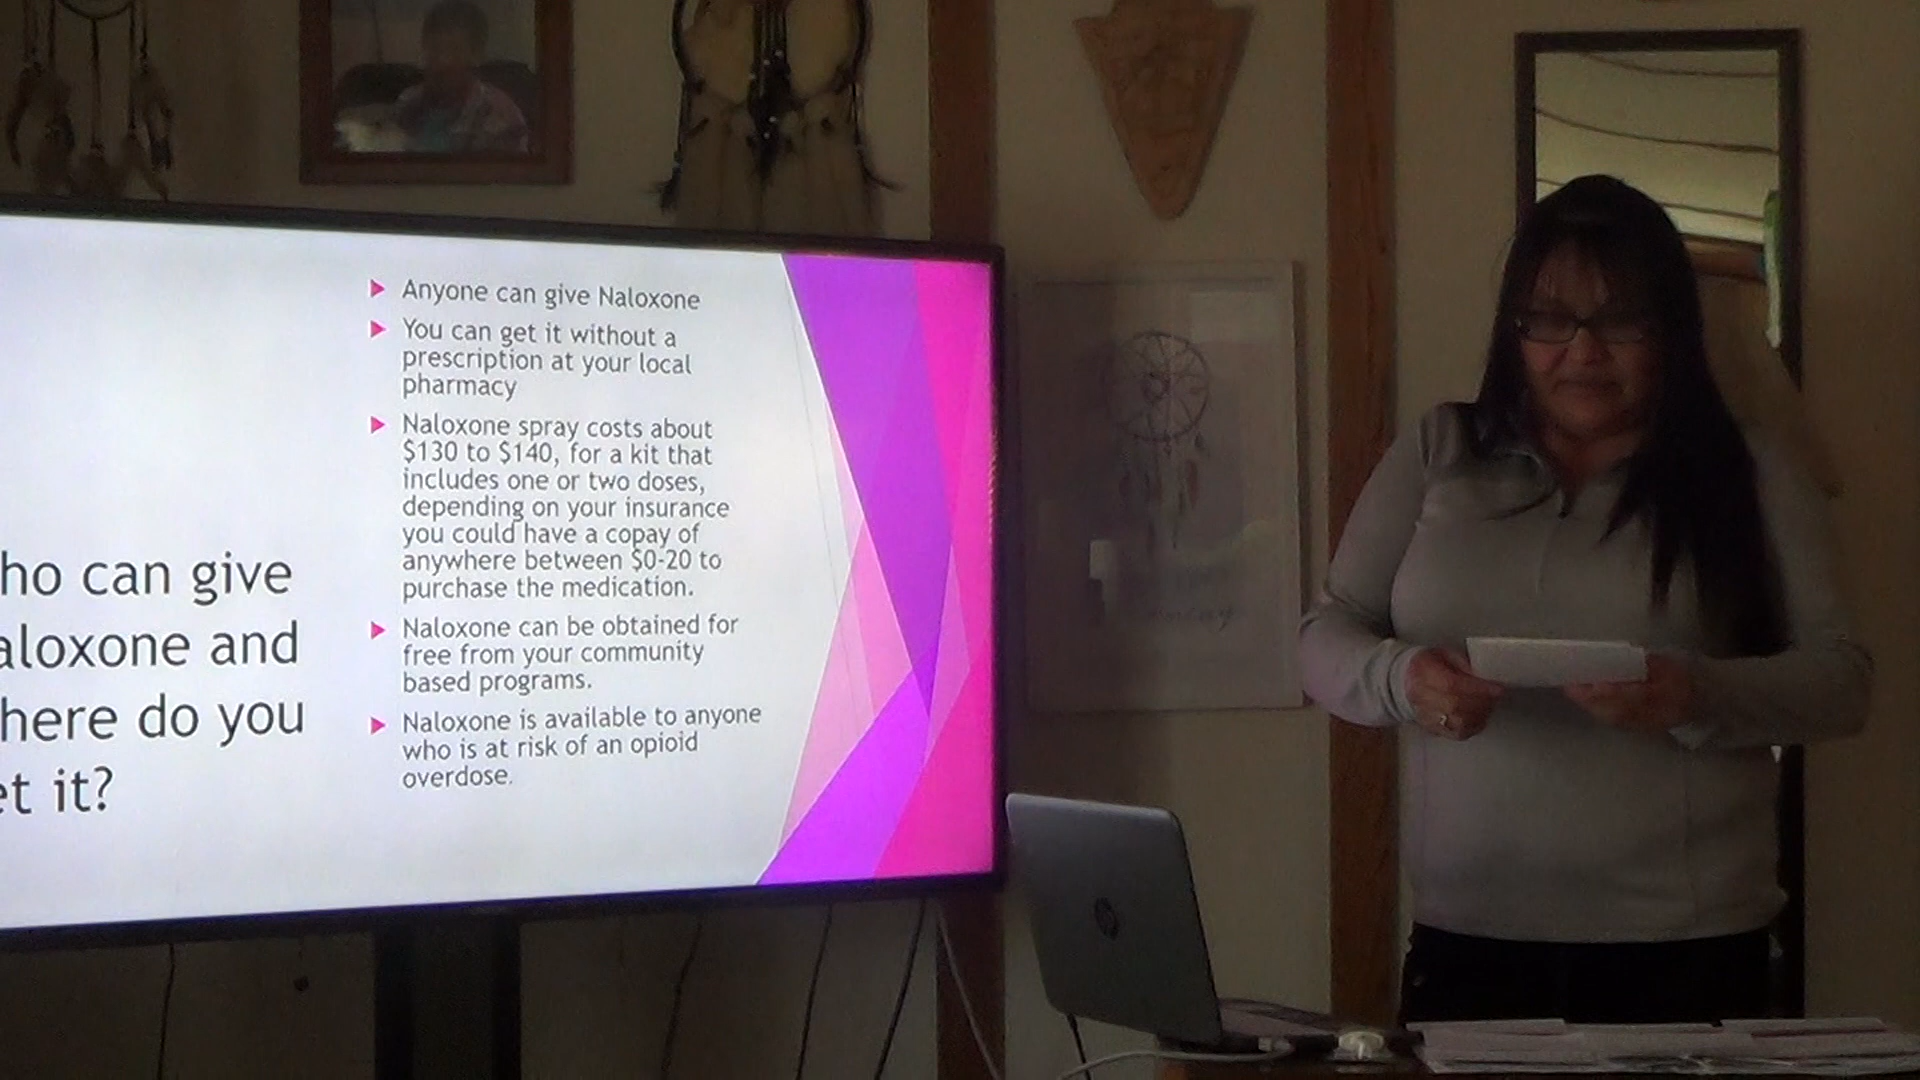 ho can give
aloxone and
here do you
et it?
Anyone can give Naloxone
You can get it without a
prescription at your local
pharmacy
Naloxone spray costs about
$130 to $140, for a kit that
includes one or two doses,
depending on your insurance
you could have a copay of
anywhere between $0-20 to
purchase the medication.
Naloxone can be obtained for
free from your community
based programs.
Naloxone is available to anyone
who is at risk of an opioid
overdose.
hp